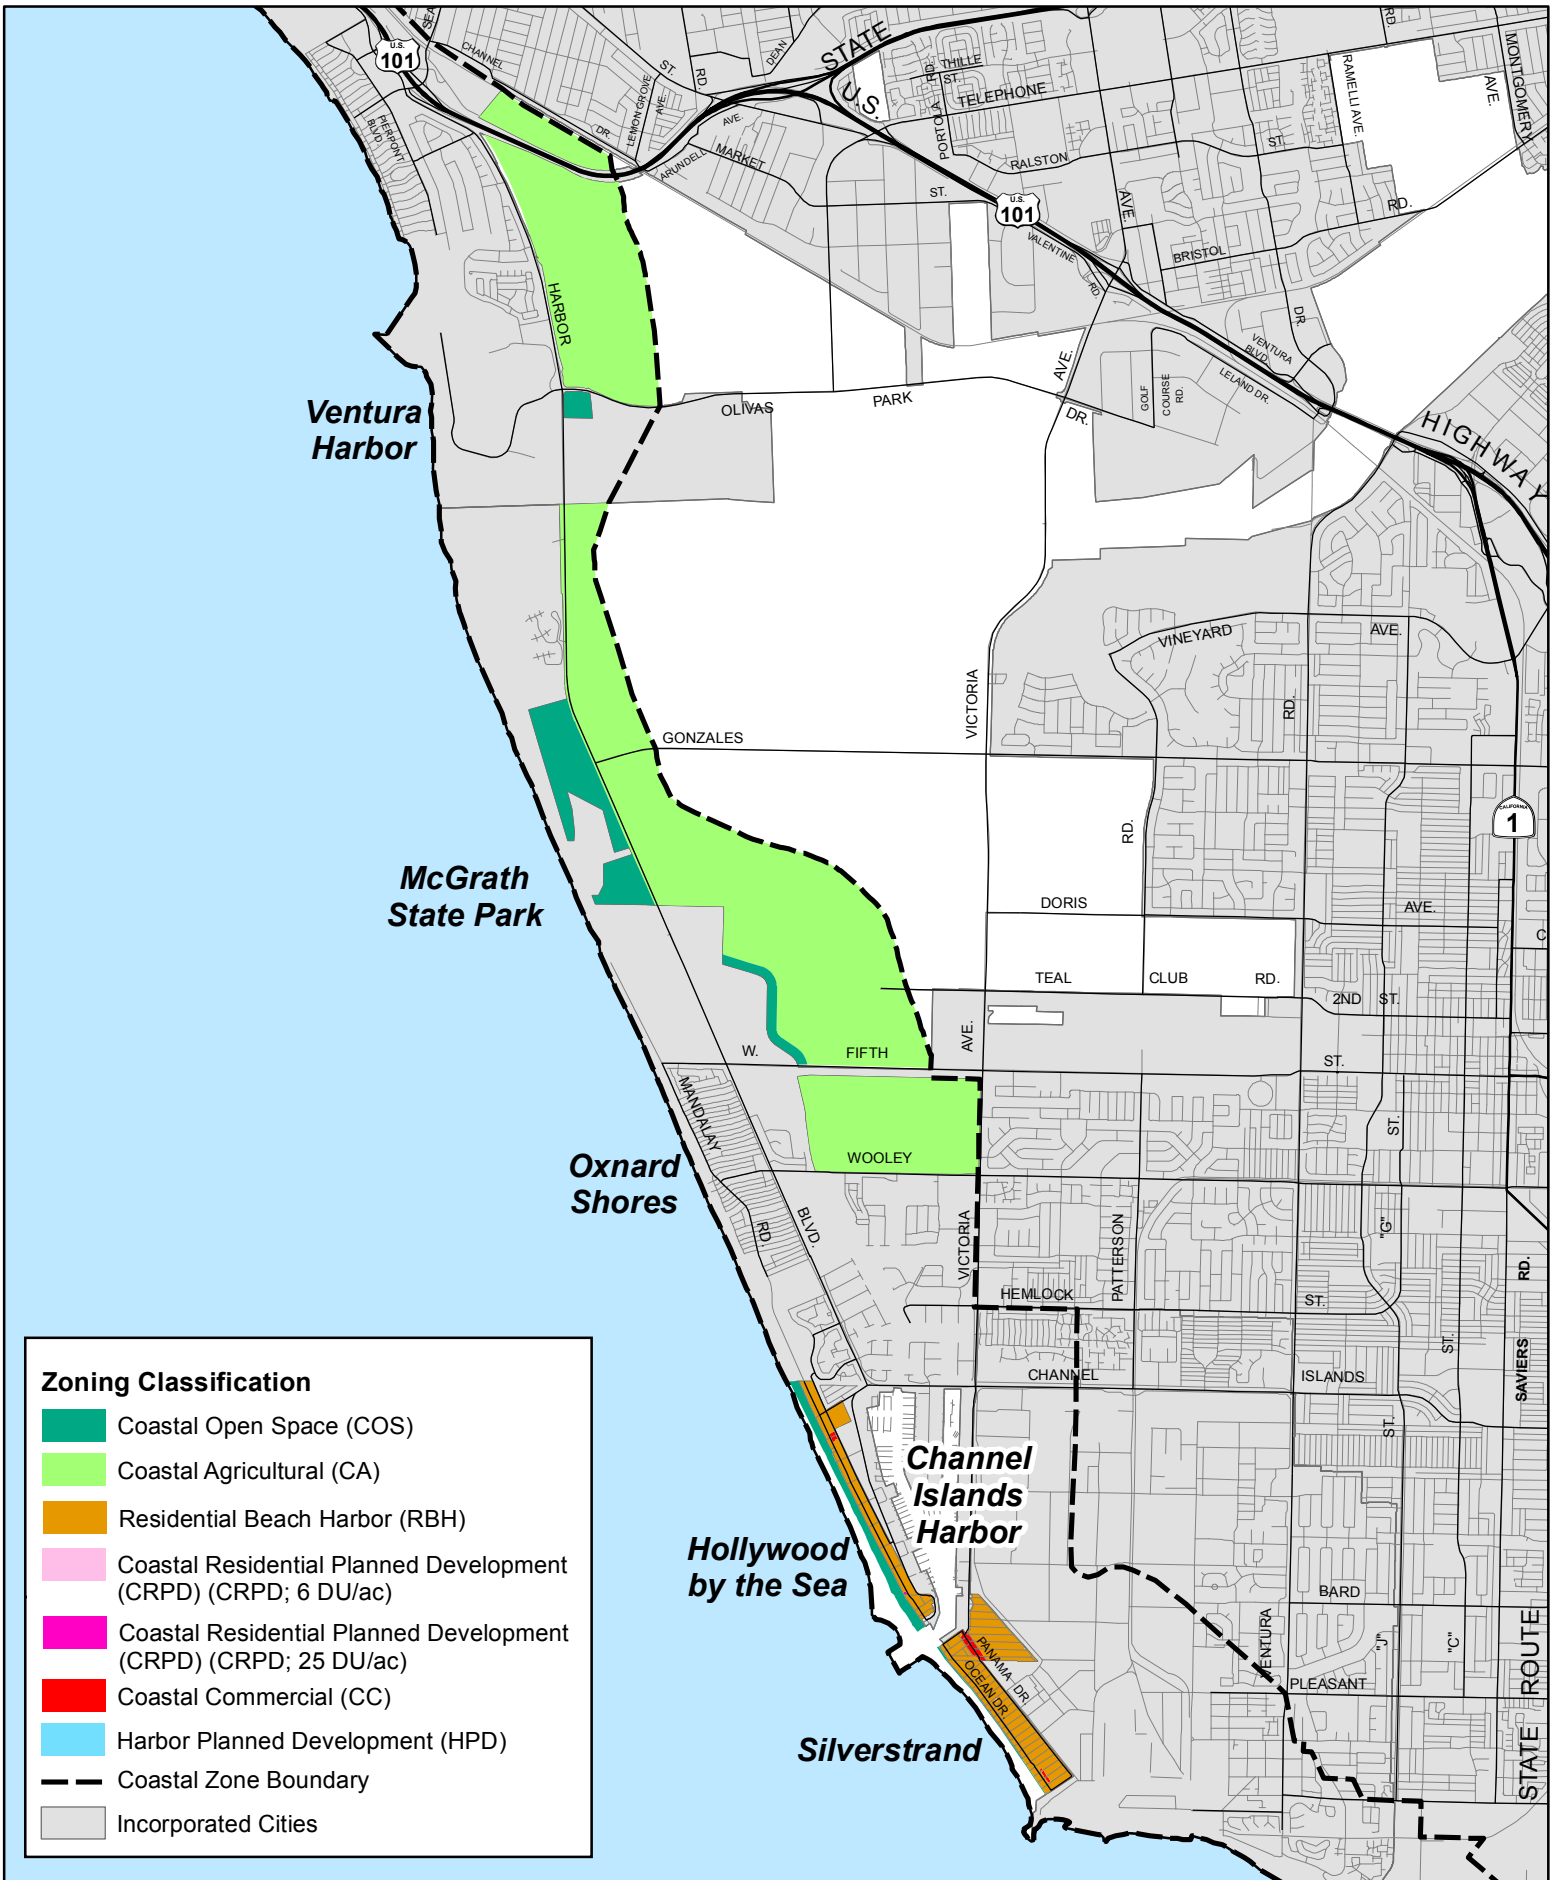 U.S.
101
SEA
CHANNEL
ST.
DR.
PIERPONT
BLVD
LEMON GROVE
AVE.
RD
DEAN
STATE
U.S.
AVE.
ARUNDELL
MARKET
ST.
PORTOLA RD.
THILLE
ST.
TELEPHONE
RALSTON
ST.
RAMELLI AVE.
RD.
AVE.
MONTGOMERY
RD.
U.S.
101
AVE.
VALENTINE
RD.
BRISTOL
DR.
VENTURA
BLVD.
LELAND DR.
GOLF
COURSE
RD.
HARBOR
AVE.
OLIVAS
PARK
DR.
HIGHWAY
Ventura
Harbor
VINEYARD
AVE.
VICTORIA
RD.
GONZALES
CALIFORNIA
1
RD.
McGrath
State Park
DORIS
AVE.
C
TEAL
CLUB
RD.
2ND
ST.
W.
FIFTH
AVE.
ST.
MANDALAY
WOOLEY
ST.
Oxnard
Shores
RD.
BLVD.
VICTORIA
PATTERSON
"G"
RD.
HEMLOCK
ST.
ST.
SAVIERS
CHANNEL
ISLANDS
ST.
Channel
Islands
Harbor
Hollywood
by the Sea
BARD
PANAMA DR.
OCEAN DR.
VENTURA
"J"
"C"
PLEASANT
STATE ROUTE
Silverstrand
Zoning Classification
Coastal Open Space (COS)
Coastal Agricultural (CA)
Residential Beach Harbor (RBH)
Coastal Residential Planned Development
(CRPD) (CRPD; 6 DU/ac)
Coastal Residential Planned Development
(CRPD) (CRPD; 25 DU/ac)
Coastal Commercial (CC)
Harbor Planned Development (HPD)
Coastal Zone Boundary
Incorporated Cities